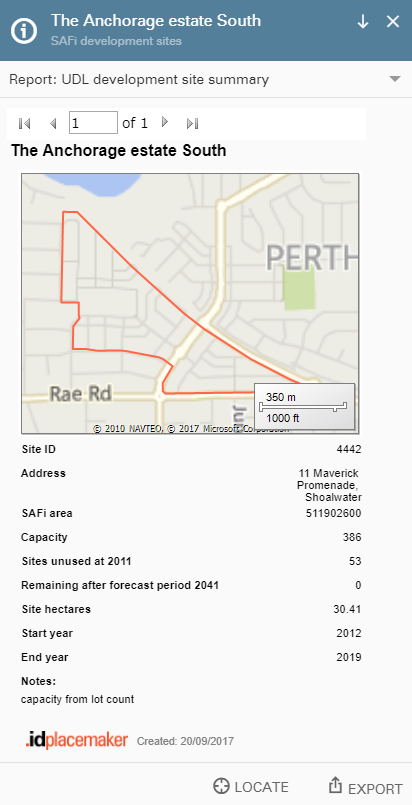 The Anchorage estate South
SAFi development sites
Report: UDL development site summary
1 of 1
The Anchorage estate South
PERTH
Rae Rd
350 m
1000 ft
© 2010 NAVTEQ, © 2017 Microsoft Corporation
Site ID 4442
Address 11 Maverick
Promenade,
Shoalwater
SAFi area 511902600
Capacity 386
Sites unused at 2011 53
Remaining after forecast period 2041 0
Site hectares 30.41
Start year 2012
End year 2019
Notes:
capacity from lot count
.idplacemaker Created: 20/09/2017
LOCATE EXPORT